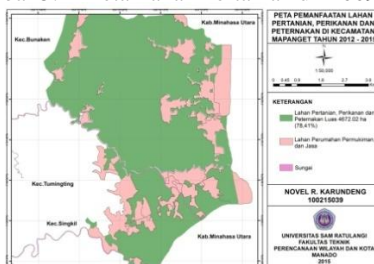 Kab.Minahasa Utara
Kec.Bunaken
Kec.Tuminting
Kec.Singkil
Kab.Minahasa Utara
PETA PEMANFAATAN LAHAN
PERTANIAN, PERIKANAN DAN
PETERNAKAN DI KECAMATAN
MAPANGET TAHUN 2012 - 2015
1:50,000
KETERANGAN
Lahan Pertanian, Perikanan dan
Peternakan Luas 4672.02 ha
(78,41%)
Lahan Perumahan Permukiman
dan Jasa
Sungai
NOVEL R. KARUNDENG
100215039
UNIVERSITAS SAM RATULANGI
FAKULTAS TEKNIK
PERENCANAAN WILAYAH DAN KOTA
MANADO
2015